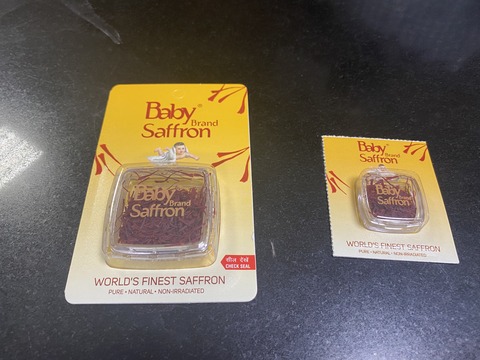 Baby®
Brand
Saffron
Baby
Brand
Saffron
सील देखें
CHECK SEAL
WORLD'S FINEST SAFFRON
PURE • NATURAL • NON-IRRADIATED
Baby
Brand
Saffron
Baby
Brand
Saffron
WORLD'S FINEST SAFFRON
PURE • NATURAL • NON-IRRADIATED